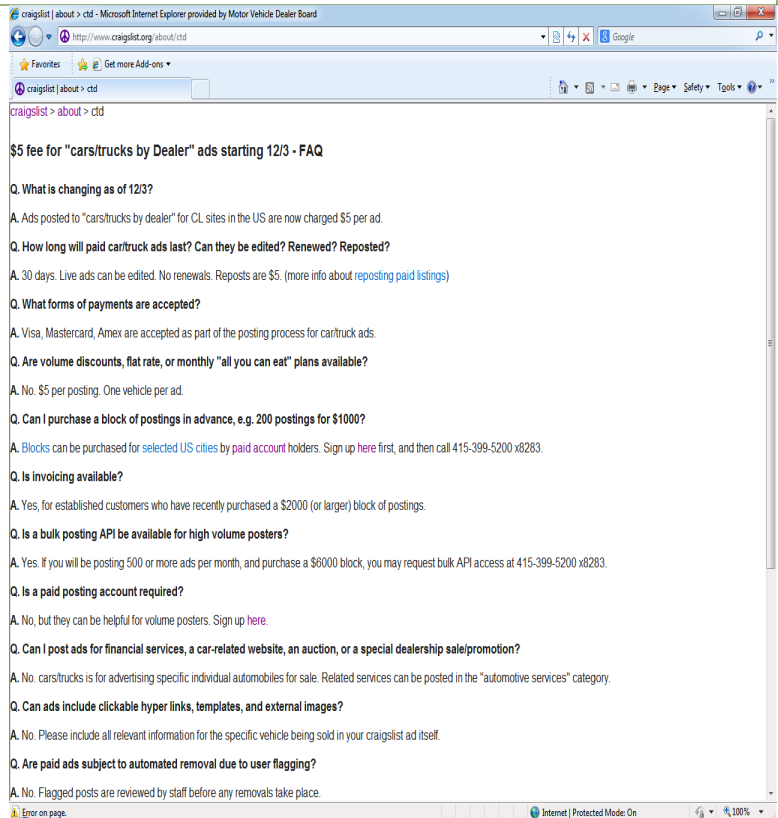 craigslist | about > ctd - Microsoft Internet Explorer provided by Motor Vehicle Dealer Board
http://www.craigslist.org/about/ctd
Google
Favorites
Get more Add-ons
craigslist | about > ctd
Page
Safety
Tools
craigslist > about > ctd
$5 fee for "cars/trucks by Dealer" ads starting 12/3 - FAQ
Q. What is changing as of 12/3?
A. Ads posted to "cars/trucks by dealer" for CL sites in the US are now charged $5 per ad.
Q. How long will paid car/truck ads last? Can they be edited? Renewed? Reposted?
A. 30 days. Live ads can be edited. No renewals. Reposts are $5. (more info about reposting paid listings)
Q. What forms of payments are accepted?
A. Visa, Mastercard, Amex are accepted as part of the posting process for car/truck ads.
Q. Are volume discounts, flat rate, or monthly "all you can eat" plans available?
A. No. $5 per posting. One vehicle per ad.
Q. Can I purchase a block of postings in advance, e.g. 200 postings for $1000?
A. Blocks can be purchased for selected US cities by paid account holders. Sign up here first, and then call 415-399-5200 x8283.
Q. Is invoicing available?
A. Yes, for established customers who have recently purchased a $2000 (or larger) block of postings.
Q. Is a bulk posting API be available for high volume posters?
A. Yes. If you will be posting 500 or more ads per month, and purchase a $6000 block, you may request bulk API access at 415-399-5200 x8283.
Q. Is a paid posting account required?
A. No, but they can be helpful for volume posters. Sign up here.
Q. Can I post ads for financial services, a car-related website, an auction, or a special dealership sale/promotion?
A. No. cars/trucks is for advertising specific individual automobiles for sale. Related services can be posted in the "automotive services" category.
Q. Can ads include clickable hyper links, templates, and external images?
A. No. Please include all relevant information for the specific vehicle being sold in your craigslist ad itself.
Q. Are paid ads subject to automated removal due to user flagging?
A. No. Flagged posts are reviewed by staff before any removals take place.
Error on page.
Internet | Protected Mode: On
100%